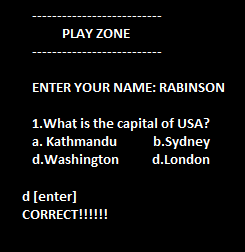 ---------------------------
PLAY ZONE
---------------------------
ENTER YOUR NAME: RABINSON
1.What is the capital of USA?
a. Kathmandu b.Sydney
d.Washington d.London
d [enter]
CORRECT!!!!!!